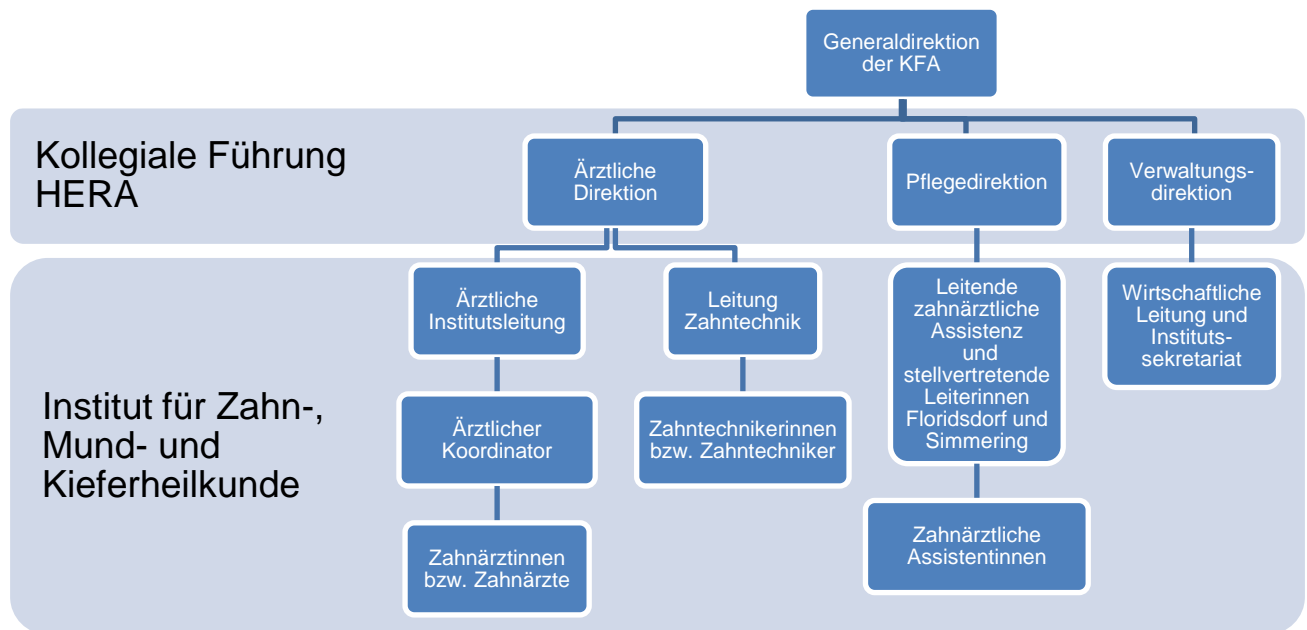 Generaldirektion
der KFA
Kollegiale Führung
HERA
Ärztliche
Direktion
Pflegedirektion
Verwaltungs-
direktion
Institut für Zahn-,
Mund- und
Kieferheilkunde
Ärztliche
Institutsleitung
Leitung
Zahntechnik
Leitende
zahnärztliche
Assistenz
und
stellvertretende
Leiterinnen
Floridsdorf und
Simmering
Wirtschaftliche
Leitung und
Instituts-
sekretariat
Ärztlicher
Koordinator
Zahntechnikerinnen
bzw. Zahntechniker
Zahnärztinnen
bzw. Zahnärzte
Zahnärztliche
Assistentinnen